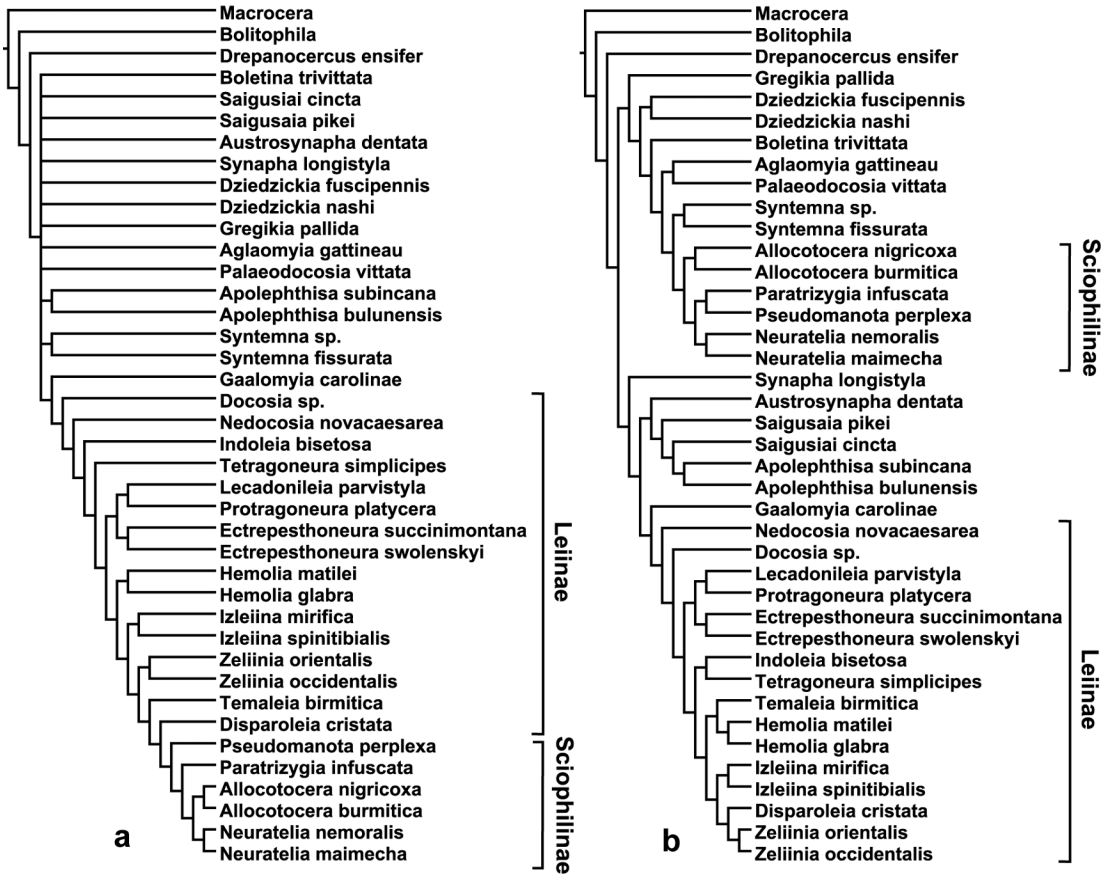 Macrocera
Bolitophila
Drepanocercus ensifer
Boletina trivittata
Saigusiai cincta
Saigusaia pikei
Austrosynapha dentata
Synapha longistyla
Dziedzickia fuscipennis
Dziedzickia nashi
Gregikia pallida
Aglaomyia gattineau
Palaeodocosia vittata
Apolephthisa subincana
Apolephthisa bulunensis
Syntemna sp.
Syntemna fissurata
Gaalomyia carolinae
Docosia sp.
Nedocosia novacaesarea
Indoleia bisetosa
Tetragoneura simplicipes
Lecadonileia parvistyla
Protragoneura platycera
Ectrepesthoneura succinimontana
Ectrepesthoneura swolenskyi
Hemolia matilei
Hemolia glabra
Izleiina mirifica
Izleiina spinitibialis
Zeliinia orientalis
Zeliinia occidentalis
Temaleia birmitica
Disparoleia cristata
Pseudomanota perplexa
Paratrizygia infuscata
Allocotocera nigricoxa
Allocotocera burmitica
Neuratelia nemoralis
Neuratelia maimecha
Leiinae
Sciophilinae
a
Macrocera
Bolitophila
Drepanocercus ensifer
Gregikia pallida
Dziedzickia fuscipennis
Dziedzickia nashi
Boletina trivittata
Aglaomyia gattineau
Palaeodocosia vittata
Syntemna sp.
Syntemna fissurata
Allocotocera nigricoxa
Allocotocera burmitica
Paratrizygia infuscata
Pseudomanota perplexa
Neuratelia nemoralis
Neuratelia maimecha
Synapha longistyla
Austrosynapha dentata
Saigusaia pikei
Saigusiai cincta
Apolephthisa subincana
Apolephthisa bulunensis
Gaalomyia carolinae
Nedocosia novacaesarea
Docosia sp.
Lecadonileia parvistyla
Protragoneura platycera
Ectrepesthoneura succinimontana
Ectrepesthoneura swolenskyi
Indoleia bisetosa
Tetragoneura simplicipes
Temaleia birmitica
Hemolia matilei
Hemolia glabra
Izleiina mirifica
Izleiina spinitibialis
Disparoleia cristata
Zeliinia orientalis
Zeliinia occidentalis
Sciophilinae
Leiinae
b